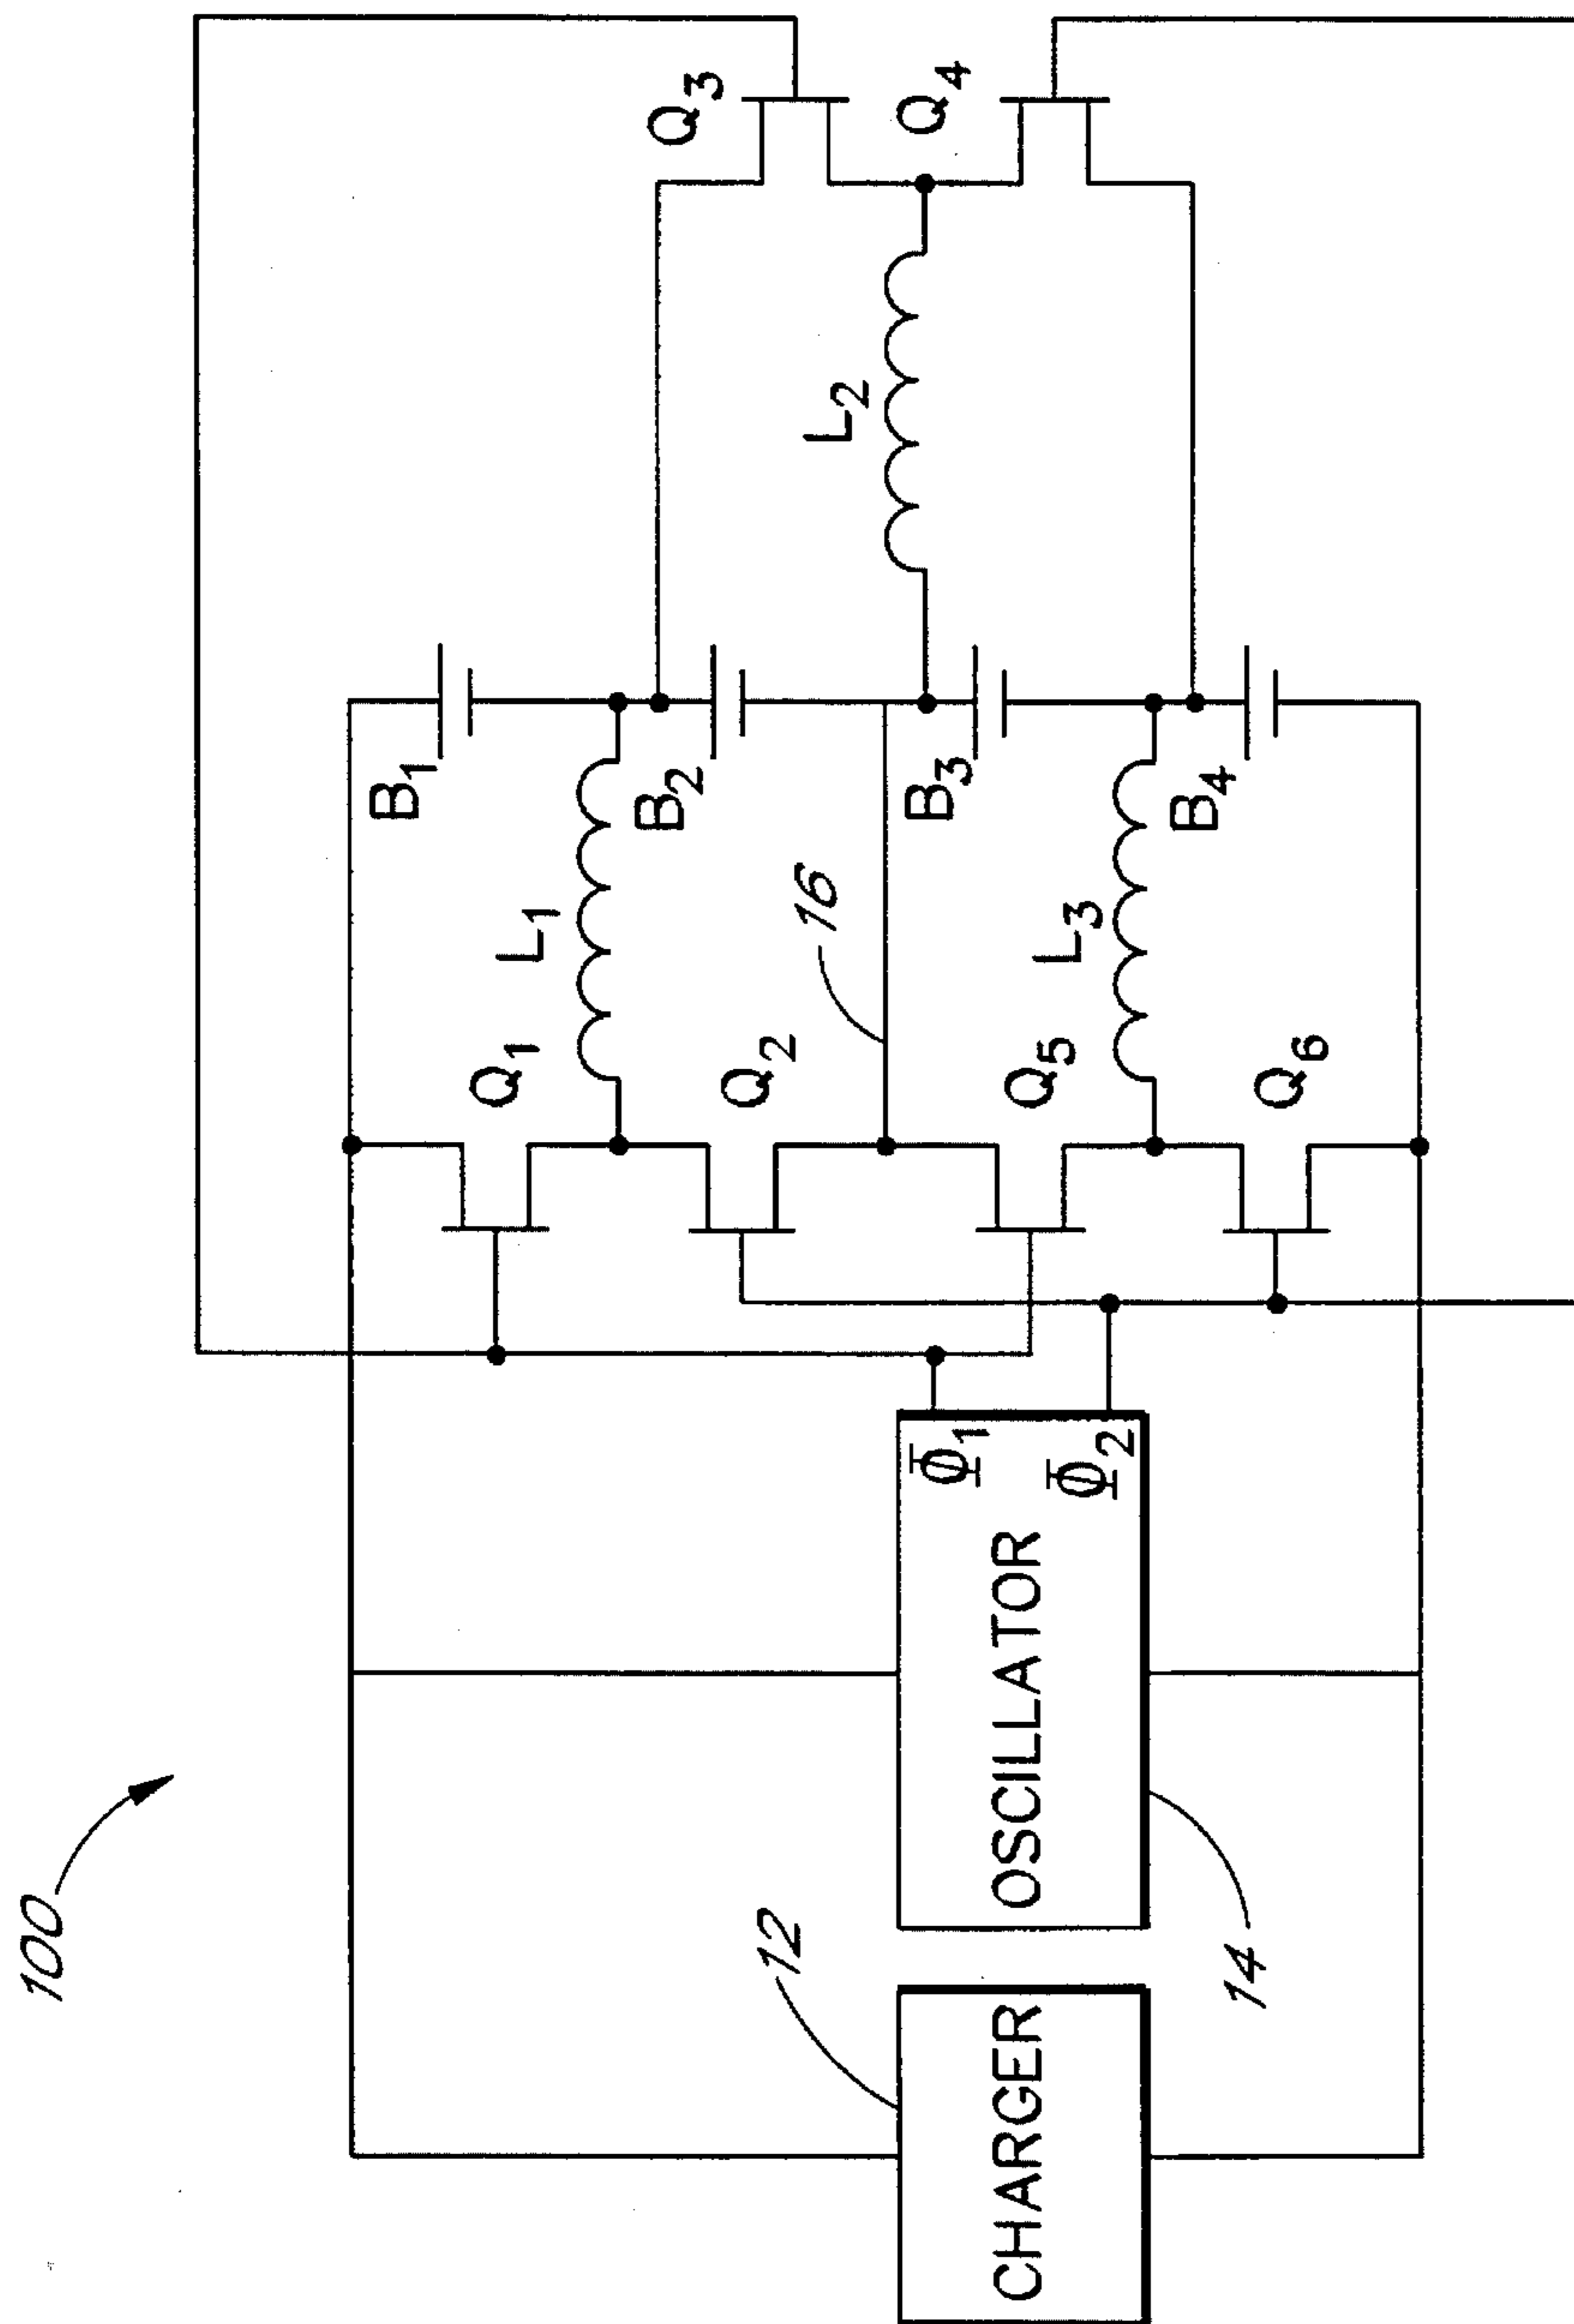 100
12
CHARGER
14
OSCILLATOR
Φ₁
Φ₂
Q₁
Q₂
Q₅
Q₆
L₁
16
L₃
B₁
B₂
B₃
B₄
L₂
Q₃
Q₄